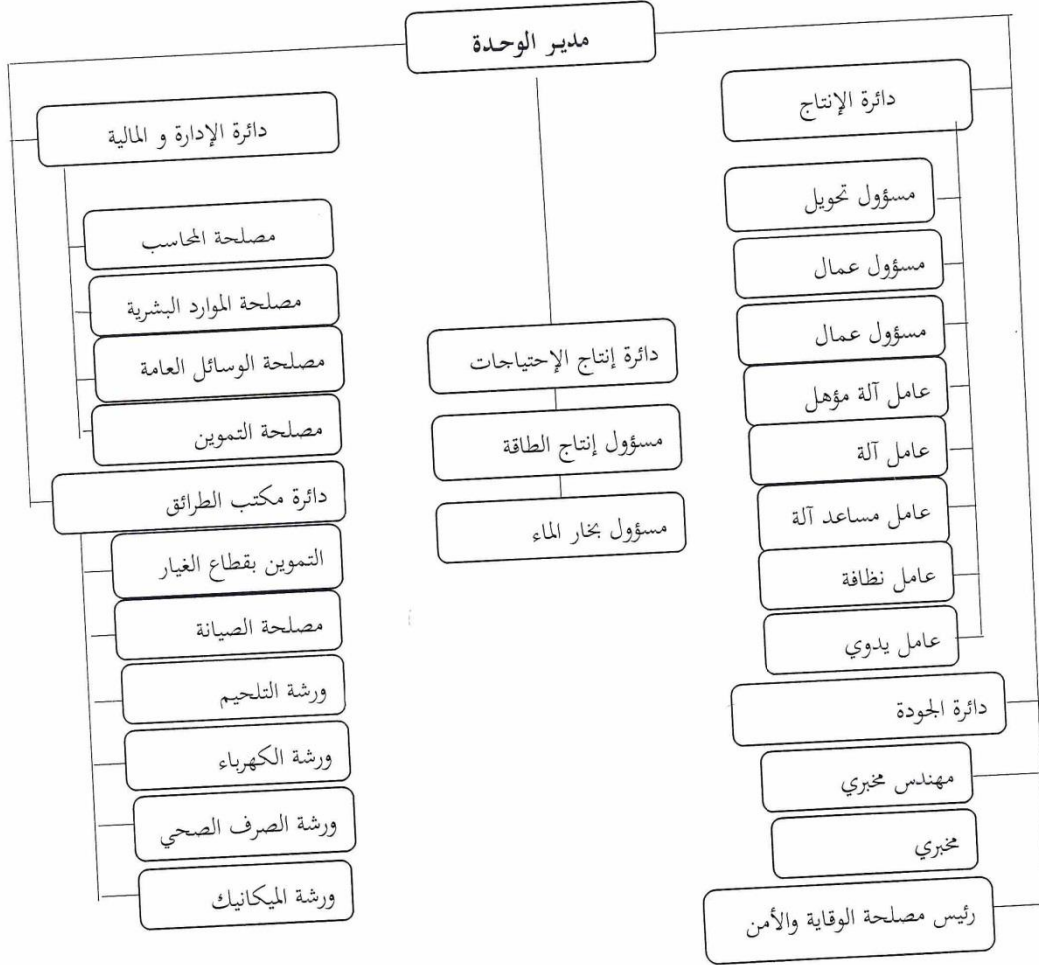 مدير الوحدة
دائرة الإنتاج
مسؤول تحويل
مسؤول عمال
مسؤول عمال
عامل آلة مؤهل
عامل آلة
عامل مساعد آلة
عامل نظافة
عامل يدوي
دائرة الجودة
مهندس مخبري
مخبري
رئيس مصلحة الوقاية والأمن
دائرة إنتاج الإحتياجات
مسؤول إنتاج الطاقة
مسؤول بخار الماء
دائرة الإدارة و المالية
مصلحة المحاسب
مصلحة الموارد البشرية
مصلحة الوسائل العامة
مصلحة التموين
دائرة مكتب الطرائق
التموين بقطاع الغيار
مصلحة الصيانة
ورشة التلحيم
ورشة الكهرباء
ورشة الصرف الصحي
ورشة الميكانيك